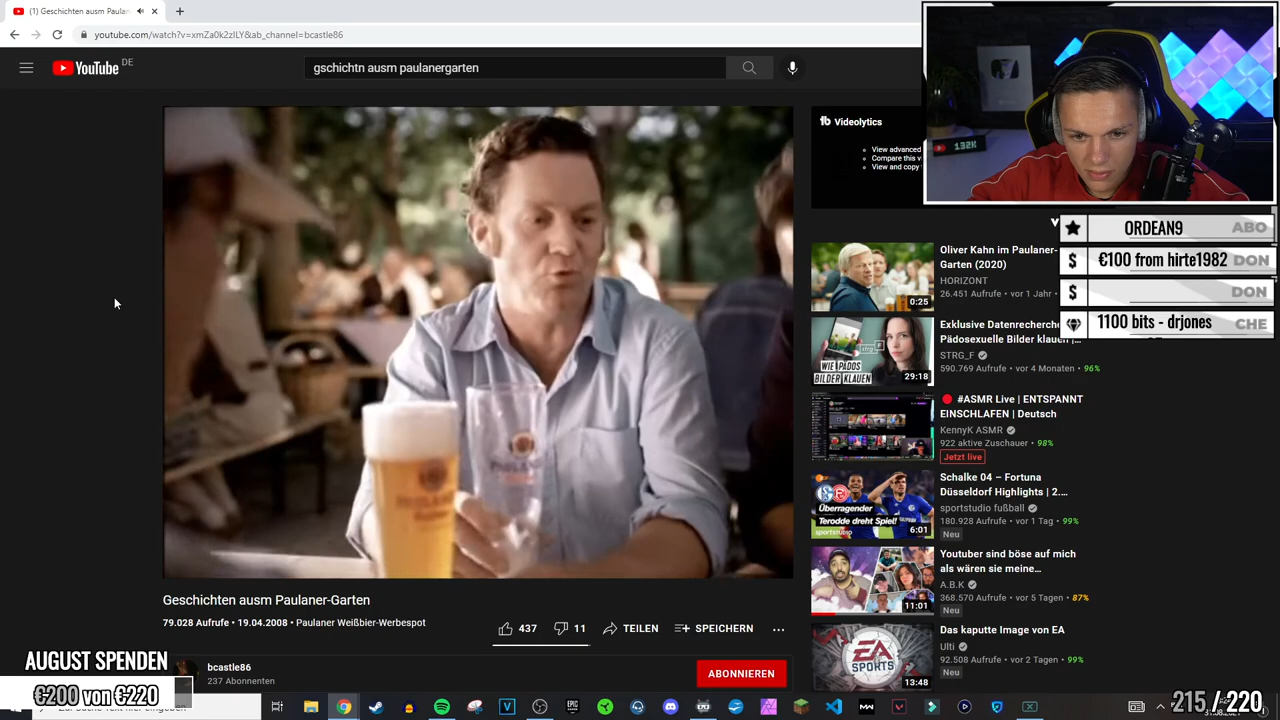 (1) Geschichten ausm Paulan
youtube.com/watch?v=xmZa0k2zILY&ab_channel=bcastle86
YouTube DE
gschichtn ausm paulanergarten
132K
Videolytics
View advanced
Compare this v
View and copy
ORDEAN9 ABO
$ €100 from hirte1982 DON
$ DON
1100 bits - drjones CHE
Oliver Kahn im Paulaner-
Garten (2020)
HORIZONT
26.451 Aufrufe • vor 1 Jahr
0:25
Exklusive Datenrecherche
Pädosexuelle Bilder klauen |...
STRG_F
590.769 Aufrufe • vor 4 Monaten • 96%
strg_F
WIE PADOS
BILDER KLAUEN
29:18
#ASMR Live | ENTSPANNT
EINSCHLAFEN | Deutsch
KennyK ASMR
922 aktive Zuschauer • 98%
Jetzt live
Schalke 04 – Fortuna
Düsseldorf Highlights | 2....
sportstudio fußball
180.928 Aufrufe • vor 1 Tag • 99%
Neu
Überragender
Terodde dreht Spiel!
sportstudio
6:01
Youtuber sind böse auf mich
als wären sie meine...
A.B.K
368.570 Aufrufe • vor 5 Tagen • 87%
Neu
11:01
Das kaputte Image von EA
Ulti
92.508 Aufrufe • vor 2 Tagen • 99%
Neu
EA
SPORTS
13:48
Geschichten ausm Paulaner-Garten
79.028 Aufrufe • 19.04.2008 • Paulaner Weißbier-Werbespot
437 11 TEILEN SPEICHERN ...
bcastle86
237 Abonnenten
ABONNIEREN
AUGUST SPENDEN
€200 von €220
215 / 220